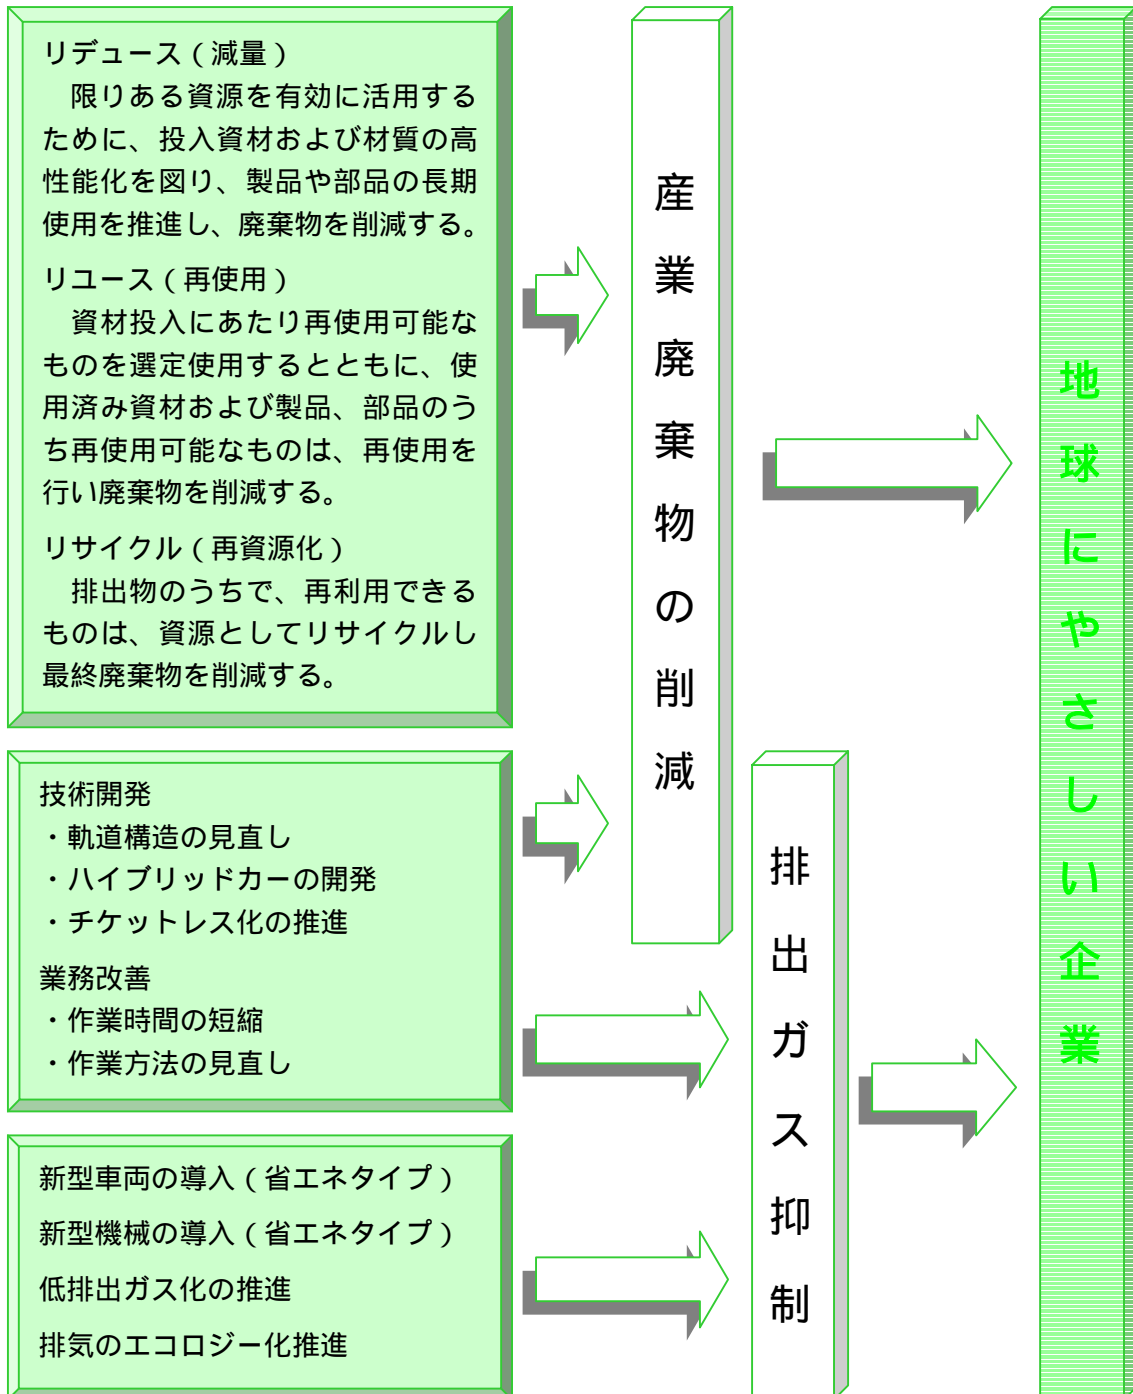 リデュース（減量）
　限りある資源を有効に活用する
ために、投入資材および材質の高
性能化を図り、製品や部品の長期
使用を推進し、廃棄物を削減する。
リユース（再使用）
　資材投入にあたり再使用可能な
ものを選定使用するとともに、使
用済み資材および製品、部品のう
ち再使用可能なものは、再使用を
行い廃棄物を削減する。
リサイクル（再資源化）
　排出物のうちで、再利用できる
ものは、資源としてリサイクルし
最終廃棄物を削減する。
技術開発
・軌道構造の見直し
・ハイブリッドカーの開発
・チケットレス化の推進
業務改善
・作業時間の短縮
・作業方法の見直し
新型車両の導入（省エネタイプ）
新型機械の導入（省エネタイプ）
低排出ガス化の推進
排気のエコロジー化推進
産業廃棄物の削減
排出ガス抑制
地球にやさしい企業